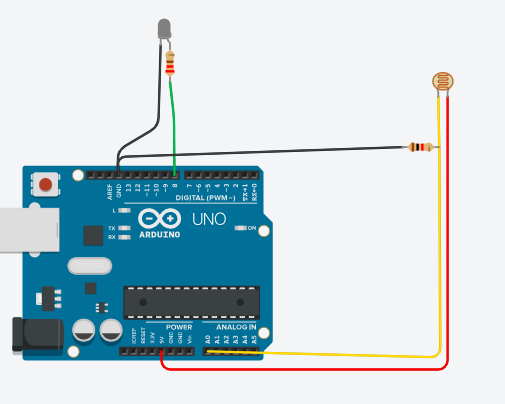 AREF
GND
13
12
~11
~10
~9
8
7
~6
~5
4
~3
2
TX→1
RX←0
DIGITAL (PWM~)
L
TX
RX
UNO
ARDUINO
ON
IOREF
RESET
3.3V
5V
GND
GND
Vin
POWER
ANALOG IN
A0
A1
A2
A3
A4
A5